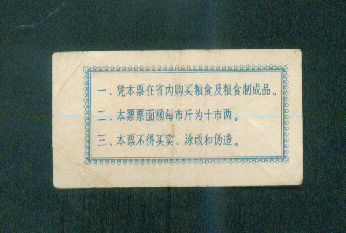 一、凭本票在省内购买粮食及粮食制成品。
二、本票票面额每市斤为十市两。
三、本票不得买卖、涂改和伪造。